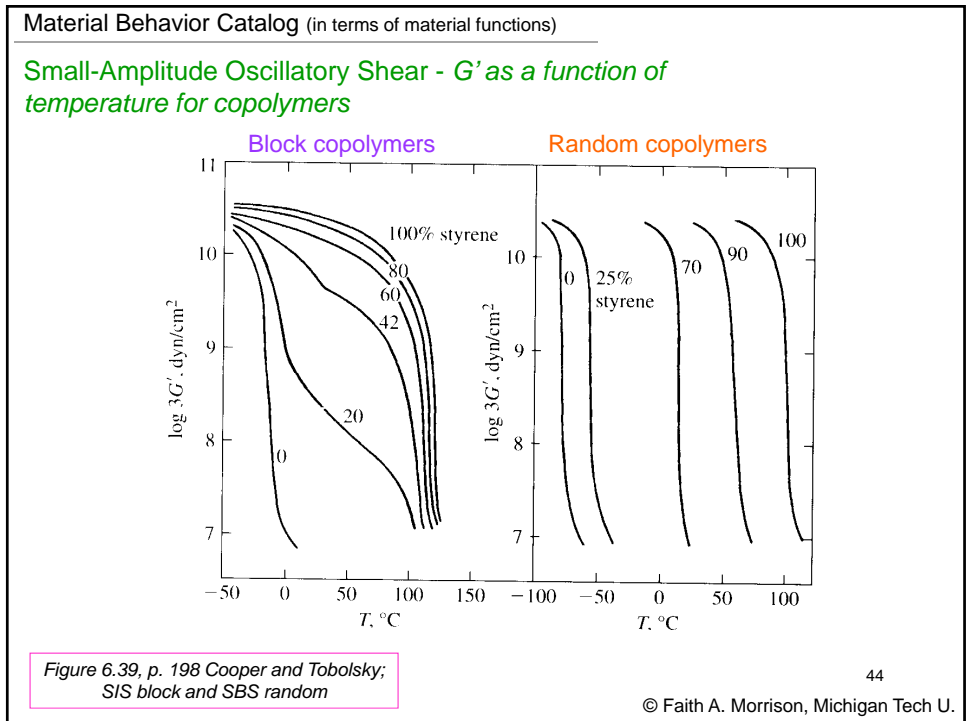 Material Behavior Catalog (in terms of material functions)
Small-Amplitude Oscillatory Shear - G' as a function of
temperature for copolymers
Block copolymers
Random copolymers
11
10
9
8
7
log 3G', dyn/cm²
100% styrene
80
60
42
20
0
−50 0 50 100 150
T, °C
10
9
8
7
log 3G', dyn/cm²
0
25%
styrene
70
90
100
−100 −50 0 50 100
T, °C
Figure 6.39, p. 198 Cooper and Tobolsky;
SIS block and SBS random
44
© Faith A. Morrison, Michigan Tech U.